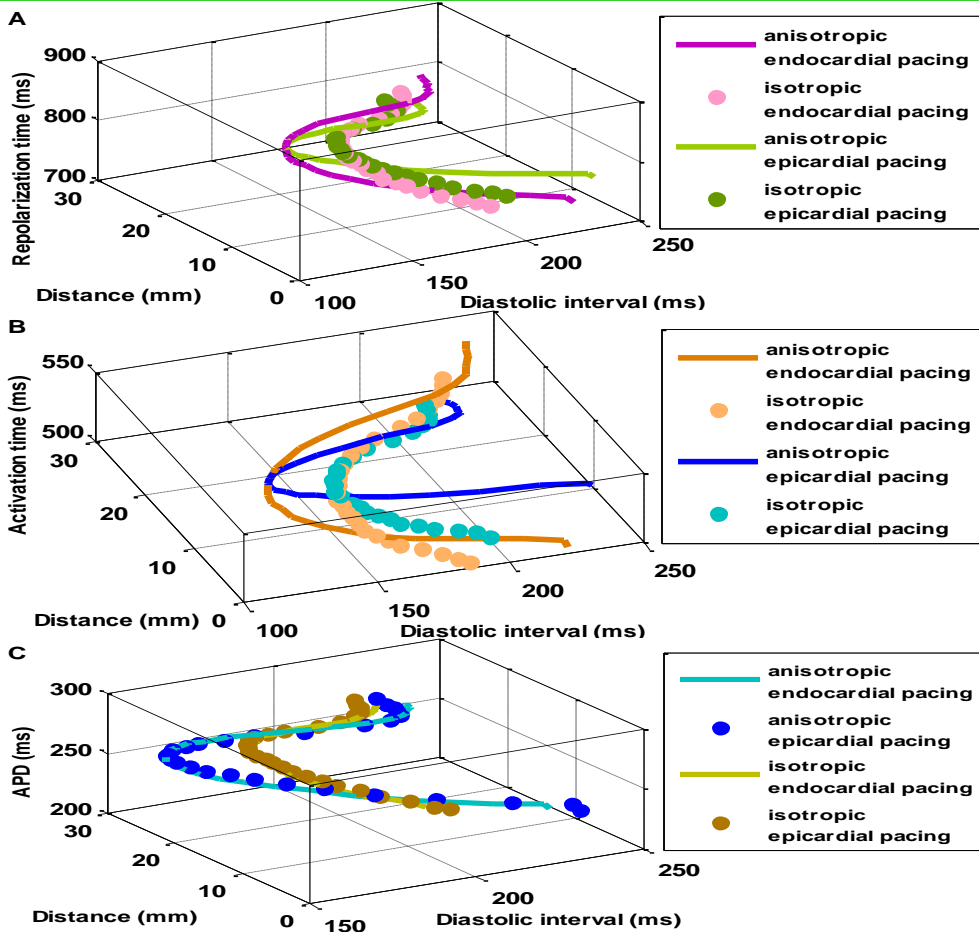 A
900
800
700
30
20
10
0
100
150
200
250
Repolarization time (ms)
Distance (mm)
Diastolic interval (ms)
anisotropic
endocardial pacing
isotropic
endocardial pacing
anisotropic
epicardial pacing
isotropic
epicardial pacing
B
550
500
30
20
10
0
100
150
200
250
Activation time (ms)
Distance (mm)
Diastolic interval (ms)
anisotropic
endocardial pacing
isotropic
endocardial pacing
anisotropic
epicardial pacing
isotropic
epicardial pacing
C
300
250
200
30
20
10
0
150
200
250
APD (ms)
Distance (mm)
Diastolic interval (ms)
anisotropic
endocardial pacing
anisotropic
epicardial pacing
isotropic
endocardial pacing
isotropic
epicardial pacing